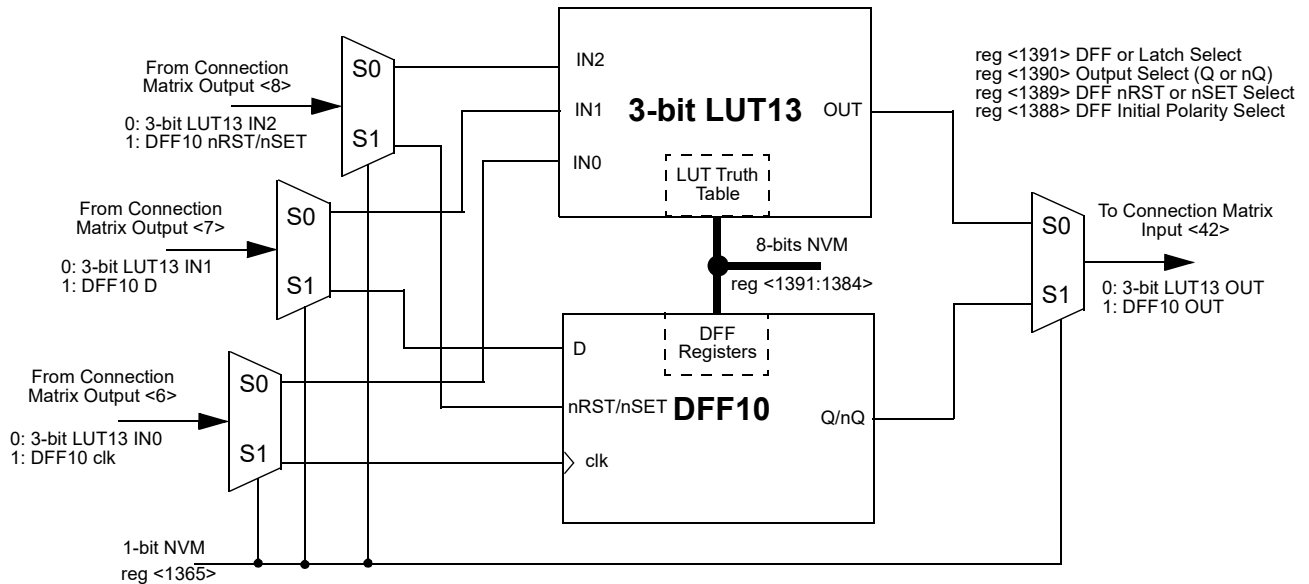 From Connection
Matrix Output <8>
0: 3-bit LUT13 IN2
1: DFF10 nRST/nSET
S0
S1
From Connection
Matrix Output <7>
0: 3-bit LUT13 IN1
1: DFF10 D
S0
S1
From Connection
Matrix Output <6>
0: 3-bit LUT13 IN0
1: DFF10 clk
S0
S1
1-bit NVM
reg <1365>
IN2
IN1
IN0
3-bit LUT13
OUT
LUT Truth
Table
8-bits NVM
reg <1391:1384>
DFF
Registers
D
nRST/nSET
DFF10
clk
Q/nQ
reg <1391> DFF or Latch Select
reg <1390> Output Select (Q or nQ)
reg <1389> DFF nRST or nSET Select
reg <1388> DFF Initial Polarity Select
S0
S1
To Connection Matrix
Input <42>
0: 3-bit LUT13 OUT
1: DFF10 OUT